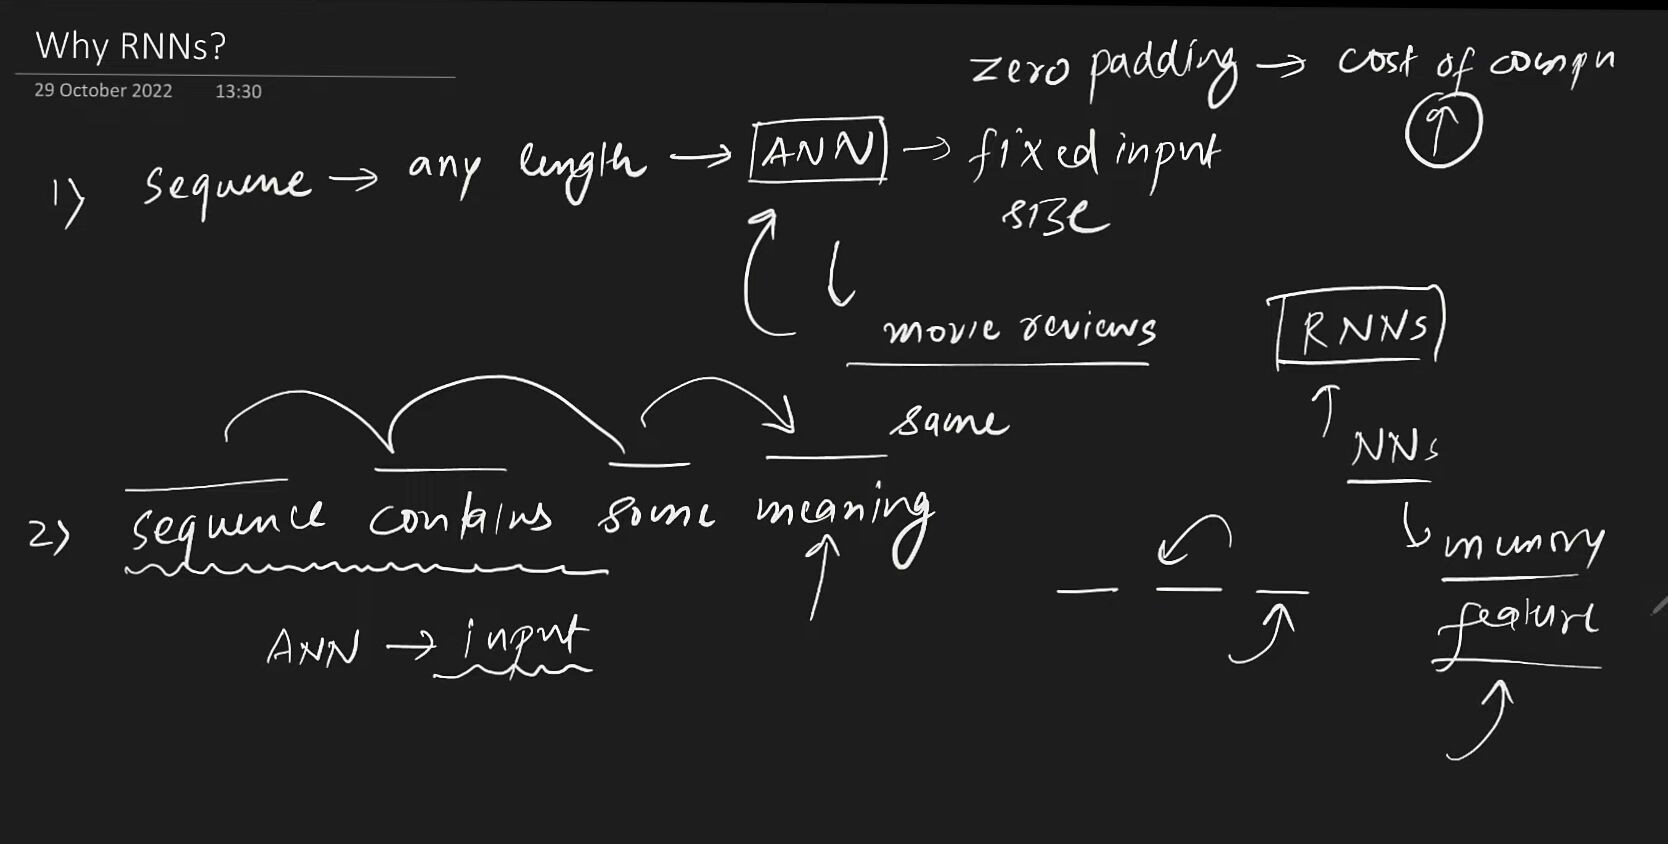 Why RNNs?
29 October 2022 13:30
zero padding → cost of compu
↑
1) sequene → any length → ANN → fixed input
size
movie reviews
RNNs
same
↑
NNs
2) sequence contains some meaning
memory
feature
ANN → input